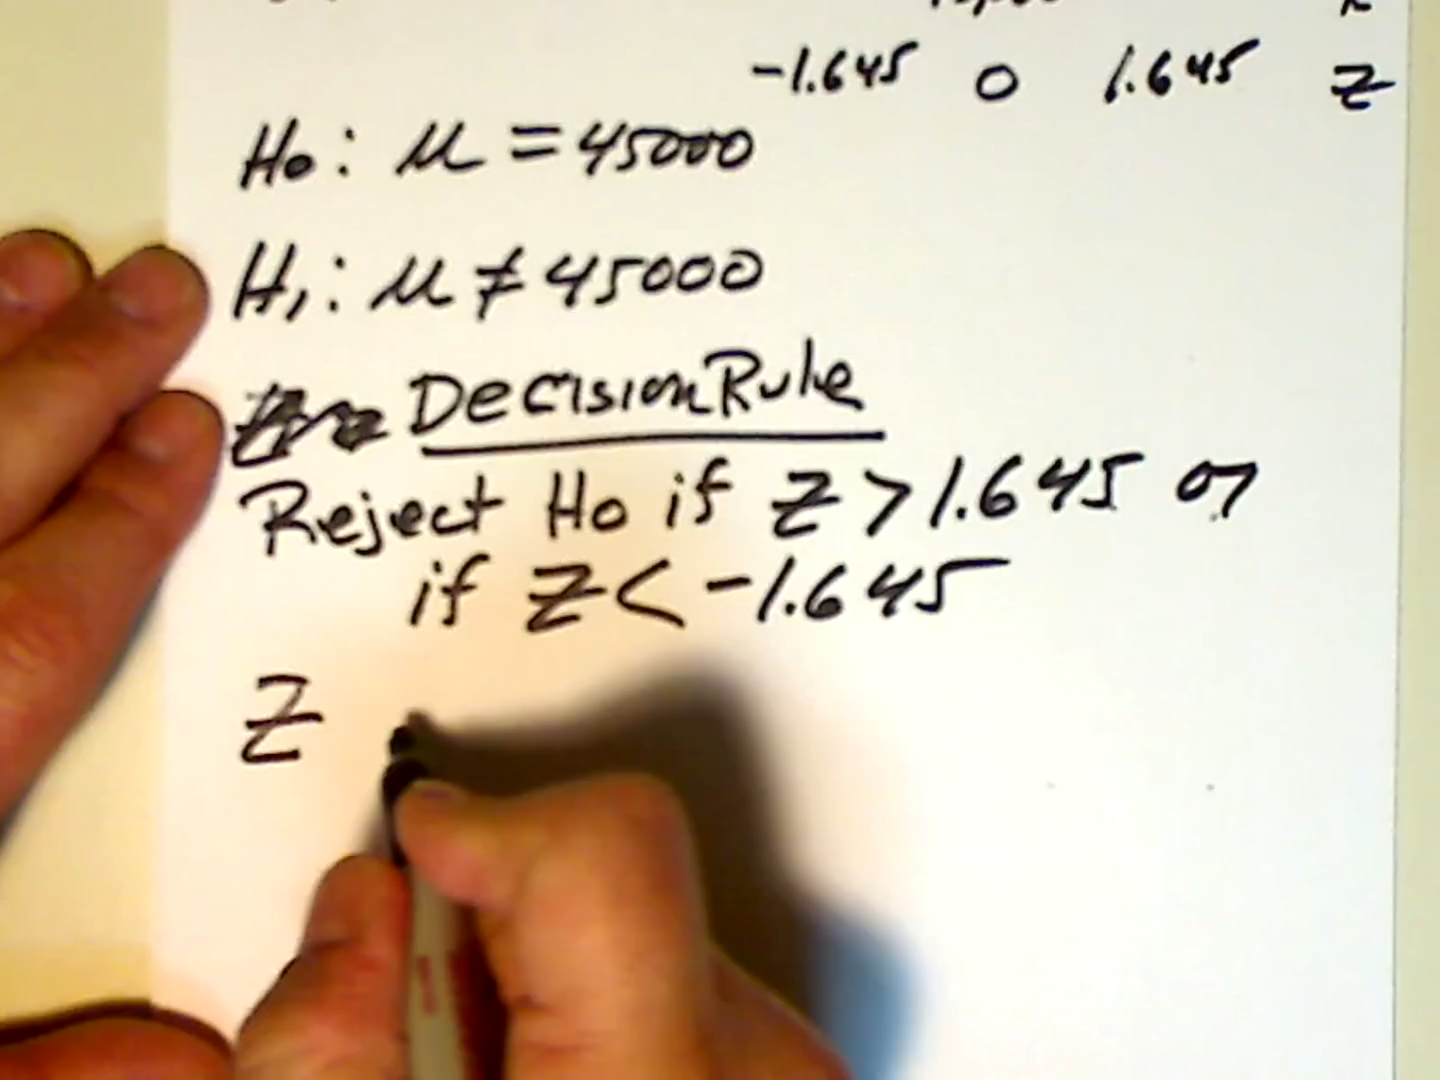 -1.645 0 1.645 Z
Ho: μ = 45000
H1: μ ≠ 45000
Decision Rule
Reject Ho if Z > 1.645 or
if Z < -1.645
Z